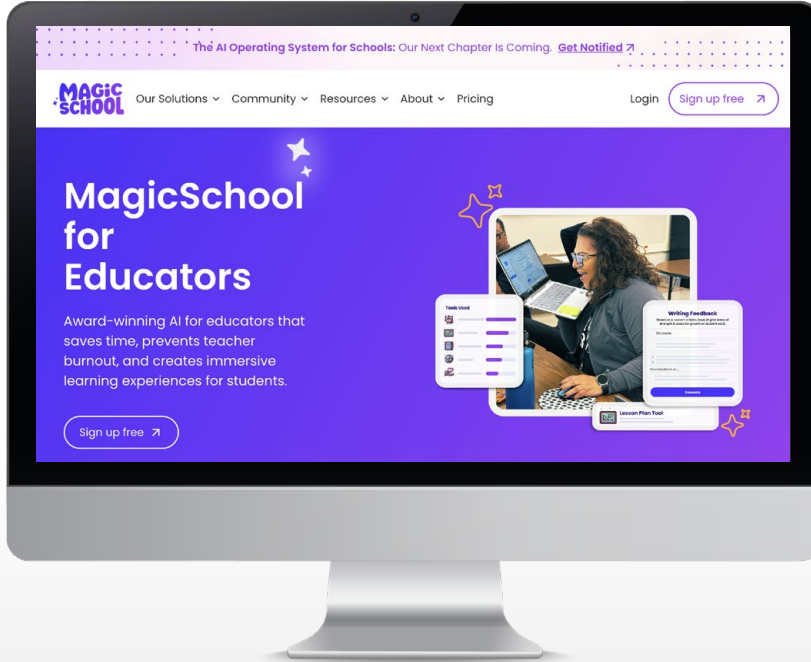 The AI Operating System for Schools: Our Next Chapter Is Coming. Get Notified
MAGIC
SCHOOL
Our Solutions
Community
Resources
About
Pricing
Login
Sign up free
MagicSchool
for
Educators
Award-winning AI for educators that
saves time, prevents teacher
burnout, and creates immersive
learning experiences for students.
Sign up free
Tools Used
Writing Feedback
Lesson Plan Tool